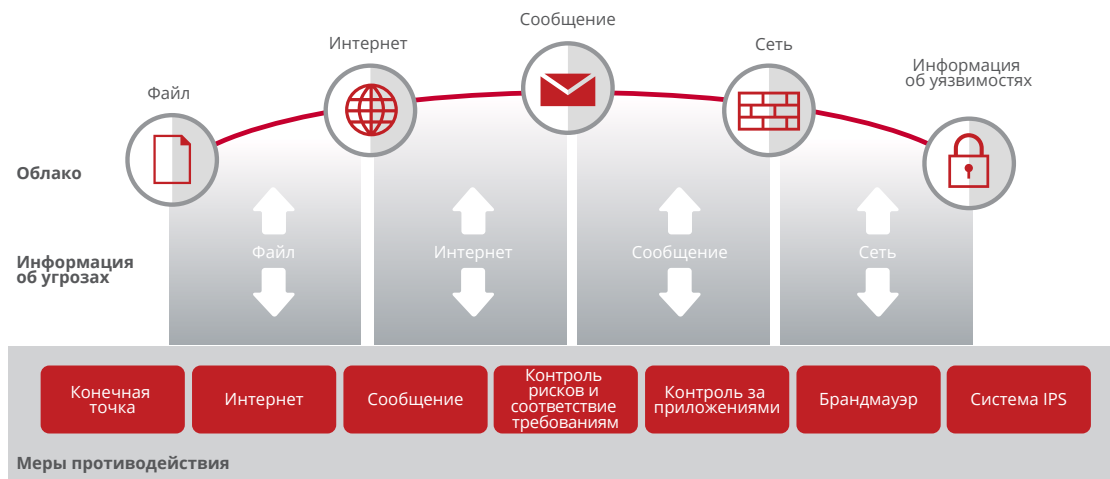 Сообщение
Интернет
Сеть
Информация
об уязвимостях
Файл
Облако
Информация
об угрозах
Файл
Интернет
Сообщение
Сеть
Конечная
точка
Интернет
Сообщение
Контроль
рисков и
соответствие
требованиям
Контроль за
приложениями
Брандмауэр
Система IPS
Меры противодействия